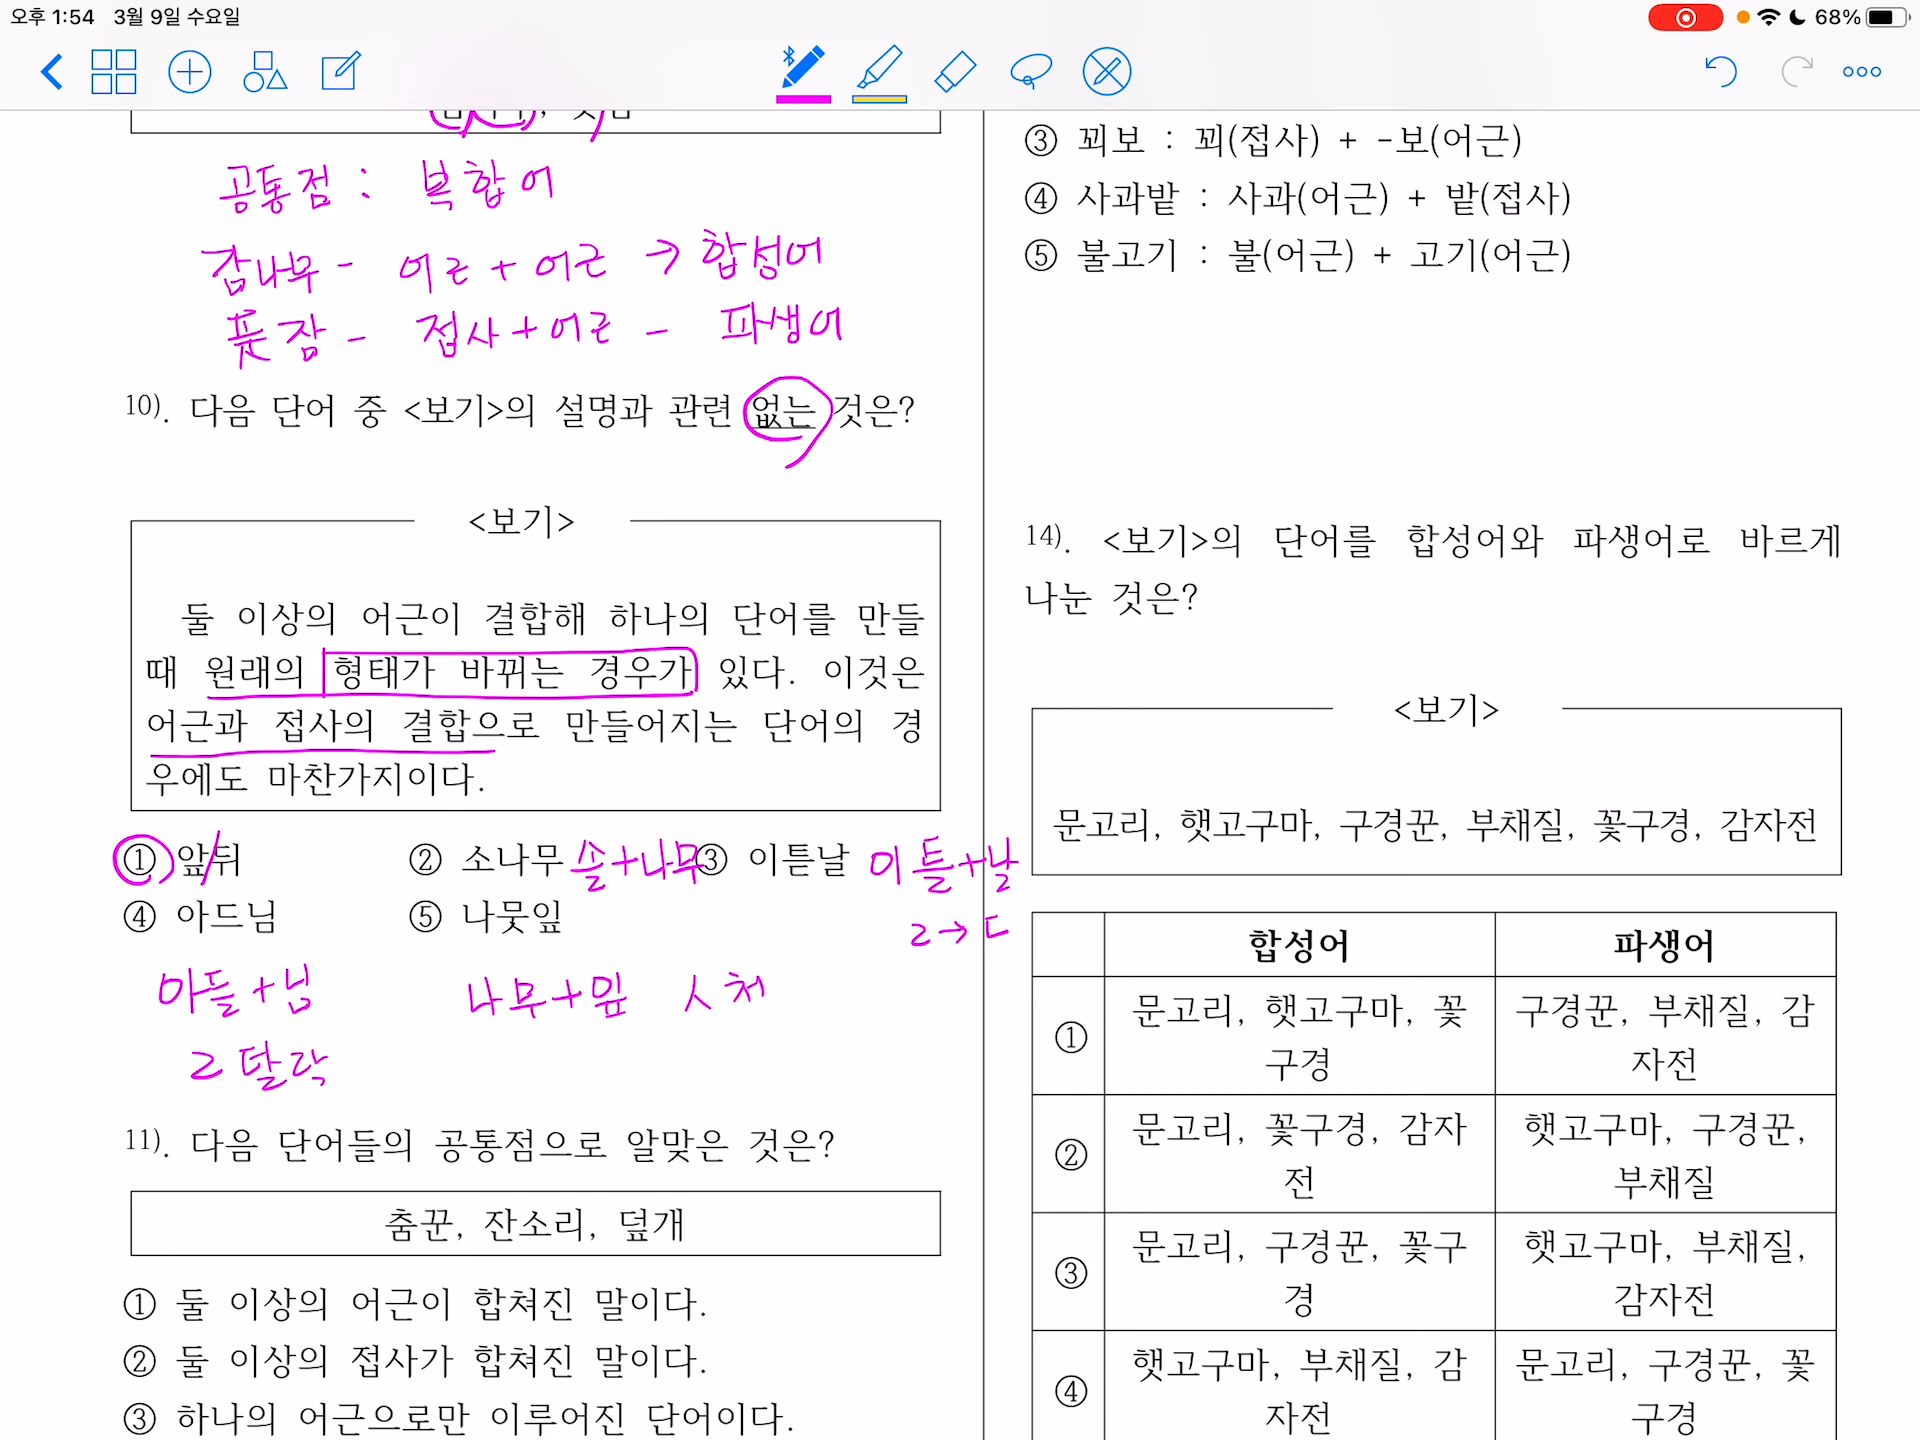 오후 1:54 3월 9일 수요일
68%
공통점 : 복합어
감나무 - 어근 + 어근 → 합성어
풋잠 - 접사 + 어근 - 파생어
10). 다음 단어 중 <보기>의 설명과 관련 없는 것은?
<보기>
둘 이상의 어근이 결합해 하나의 단어를 만들
때 원래의 형태가 바뀌는 경우가 있다. 이것은
어근과 접사의 결합으로 만들어지는 단어의 경
우에도 마찬가지이다.
① 앞뒤 ② 소나무 솔+나무 ③ 이튿날 이틀+날
ㄹ→ㄷ
④ 아드님 ⑤ 나뭇잎
아들+님 나무+잎 ㅅ 첨
ㄹ 탈락
11). 다음 단어들의 공통점으로 알맞은 것은?
춤꾼, 잔소리, 덮개
① 둘 이상의 어근이 합쳐진 말이다.
② 둘 이상의 접사가 합쳐진 말이다.
③ 하나의 어근으로만 이루어진 단어이다.
③ 꾀보 : 꾀(접사) + -보(어근)
④ 사과밭 : 사과(어근) + 밭(접사)
⑤ 불고기 : 불(어근) + 고기(어근)
14). <보기>의 단어를 합성어와 파생어로 바르게
나눈 것은?
<보기>
문고리, 햇고구마, 구경꾼, 부채질, 꽃구경, 감자전
합성어 파생어
① 문고리, 햇고구마, 꽃 구경꾼, 부채질, 감
구경 자전
② 문고리, 꽃구경, 감자 햇고구마, 구경꾼,
전 부채질
③ 문고리, 구경꾼, 꽃구 햇고구마, 부채질,
경 감자전
④ 햇고구마, 부채질, 감 문고리, 구경꾼, 꽃
자전 구경